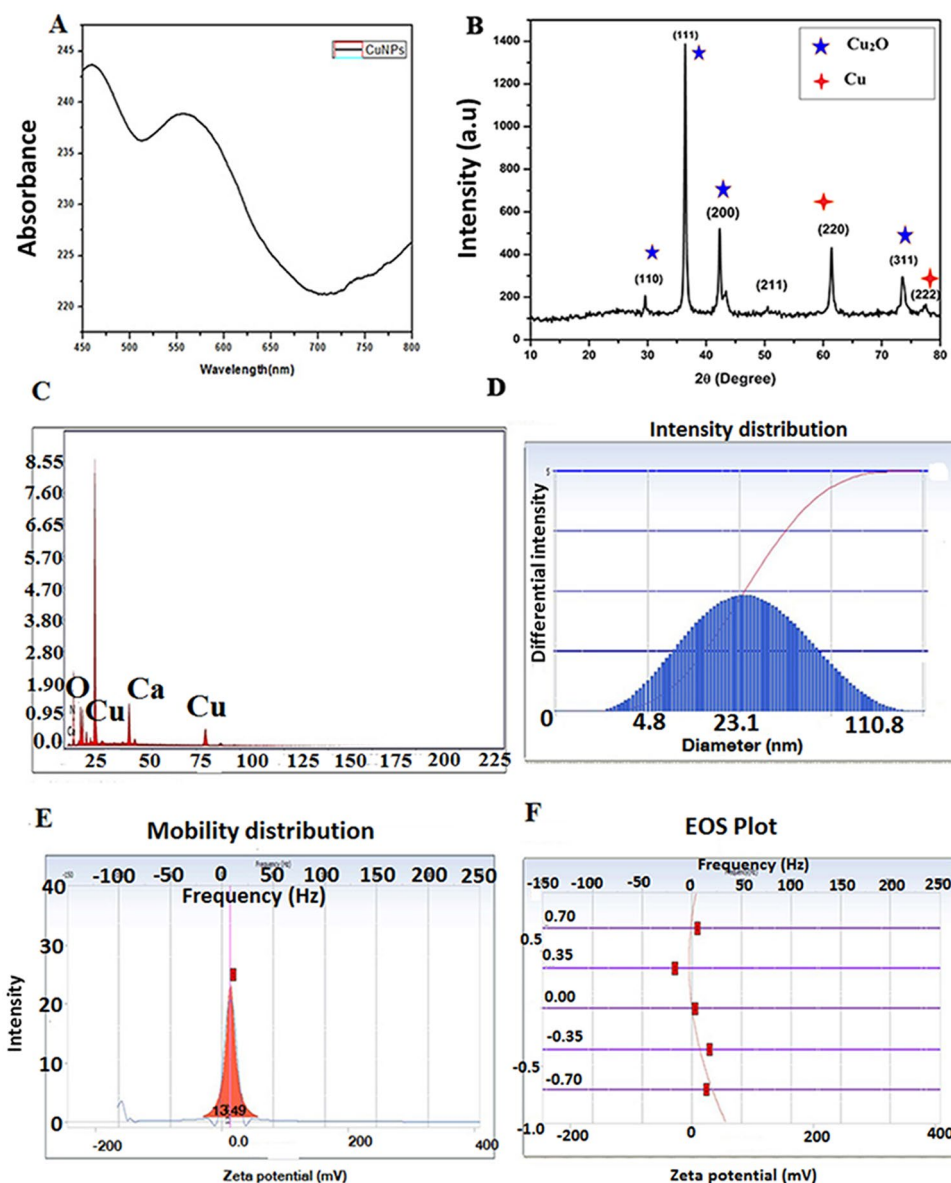 A
245
240
235
230
225
220
Absorbance
CuNPs
450 500 550 600 650 700 750 800
Wavelength(nm)
B
1400
1200
1000
800
600
400
200
0
Intensity (a.u)
(111)
Cu₂O
Cu
(110)
(200)
(211)
(220)
(311)
(222)
10 20 30 40 50 60 70 80
2θ (Degree)
C
8.55
7.60
6.65
5.70
4.70
3.80
2.80
1.90
0.95
0.0
O
N
Cu
Ca
Cu
25 50 75 100 125 150 175 200 225
D
Intensity distribution
Differential intensity
5
0 4.8 23.1 110.8
Diameter (nm)
E
Mobility distribution
-100 -50 0 50 100 150 200 250
Frequency (Hz)
Frequency (Hz)
40
30
20
10
0
Intensity
13.49
-200 0.0 200 400
Zeta potential (mV)
F
EOS Plot
Frequency (Hz)
Frequency (Hz)
-150 -100 -50 0 50 100 150 200 250
0.70
0.5
0.35
0.00
-0.35
-0.5
-0.70
-1.0
-200 0 200 400
Zeta potential (mV)